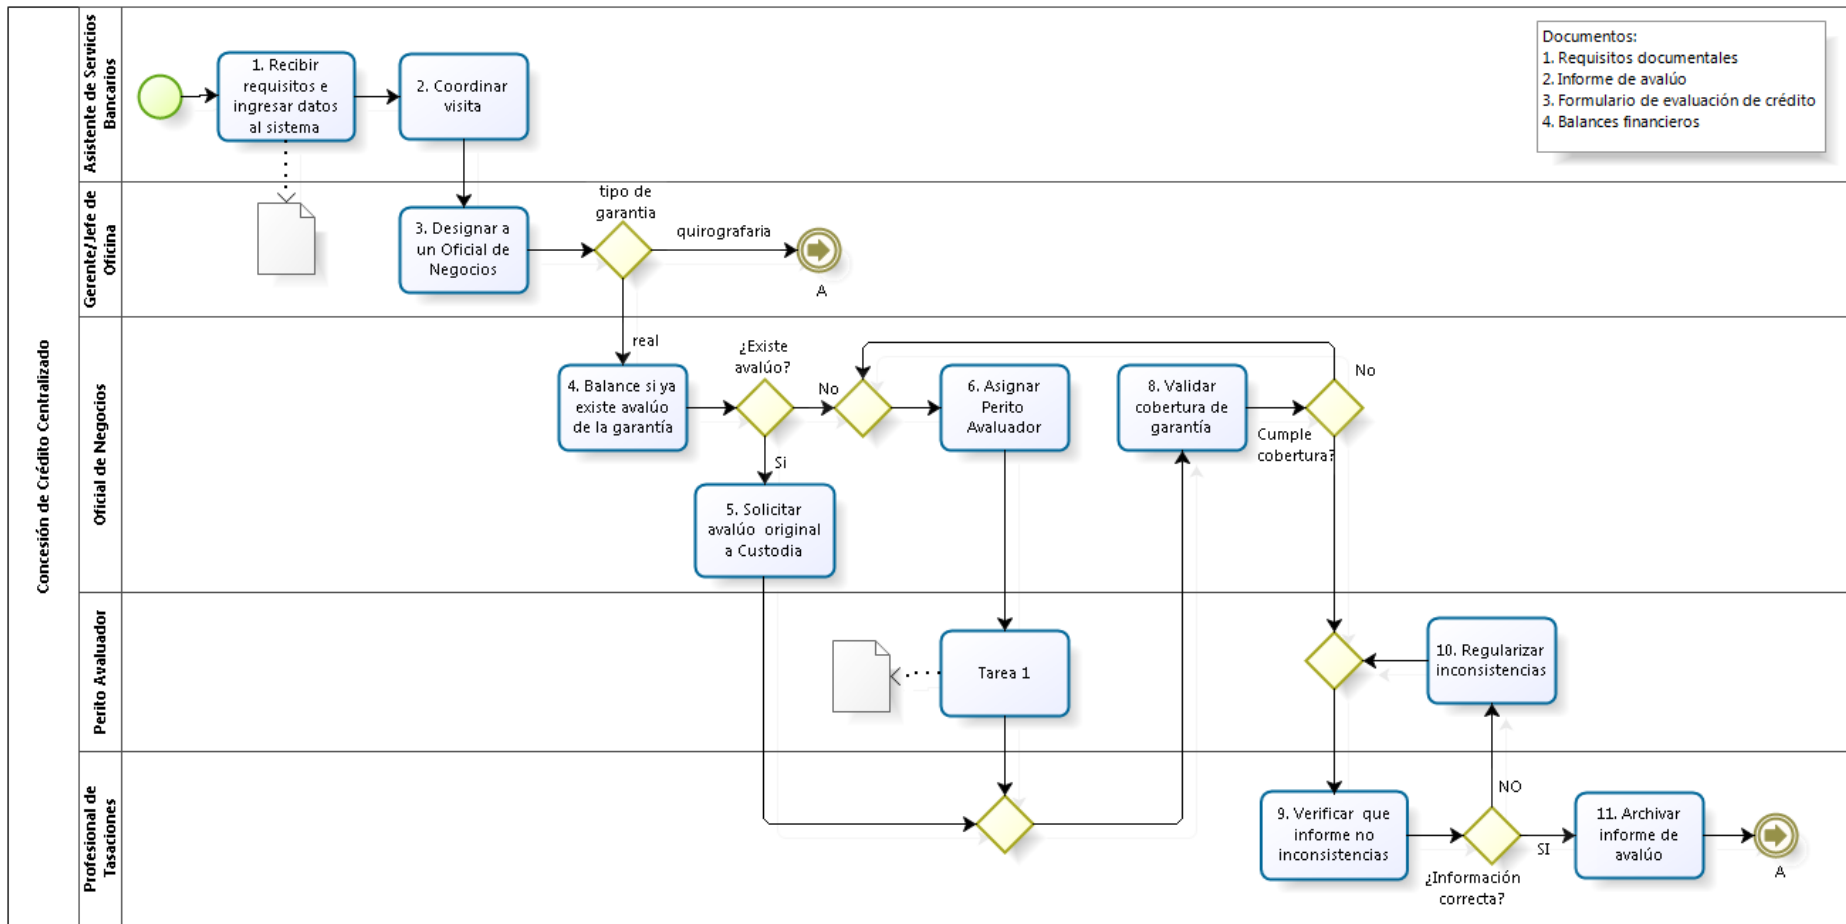 Concesión de Crédito Centralizado
Asistente de Servicios
Bancarios
1. Recibir
requisitos e
ingresar datos
al sistema
2. Coordinar
visita
Documentos:
1. Requisitos documentales
2. Informe de avalúo
3. Formulario de evaluación de crédito
4. Balances financieros
Gerente/Jefe de
Oficina
3. Designar a
un Oficial de
Negocios
tipo de
garantia
quirografaria
A
real
Oficial de Negocios
4. Balance si ya
existe avalúo
de la garantía
¿Existe
avalúo?
No
Si
5. Solicitar
avalúo original
a Custodia
6. Asignar
Perito
Avaluador
8. Validar
cobertura de
garantía
Cumple
cobertura?
No
Perito Avaluador
Tarea 1
10. Regularizar
inconsistencias
Profesional de
Tasaciones
9. Verificar que
informe no
inconsistencias
¿Información
correcta?
NO
SI
11. Archivar
informe de
avalúo
A